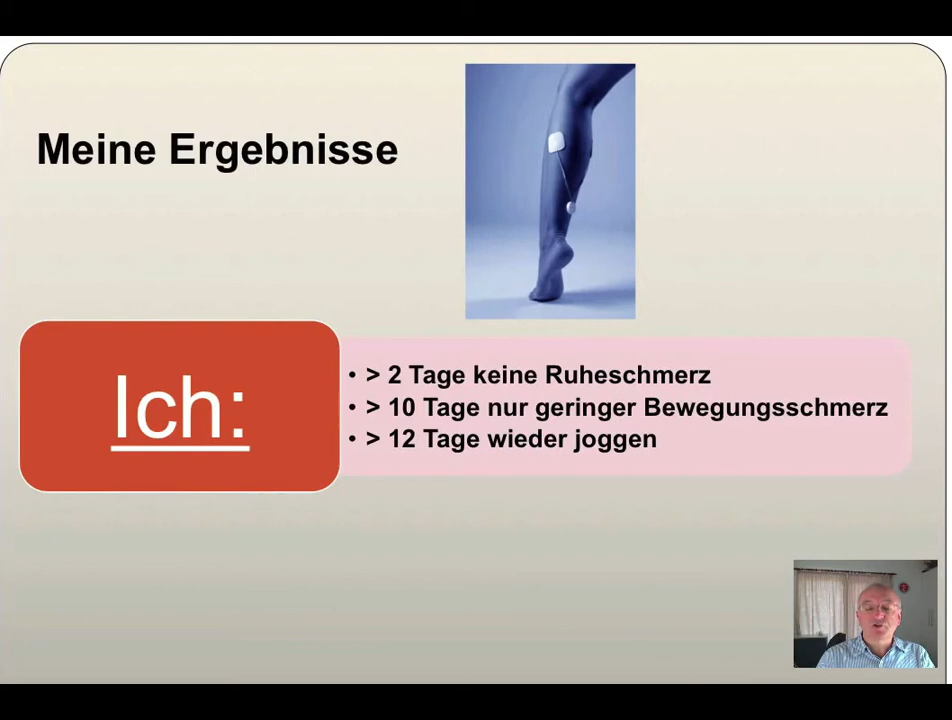 Meine Ergebnisse
Ich:
• > 2 Tage keine Ruheschmerz
• > 10 Tage nur geringer Bewegungsschmerz
• > 12 Tage wieder joggen